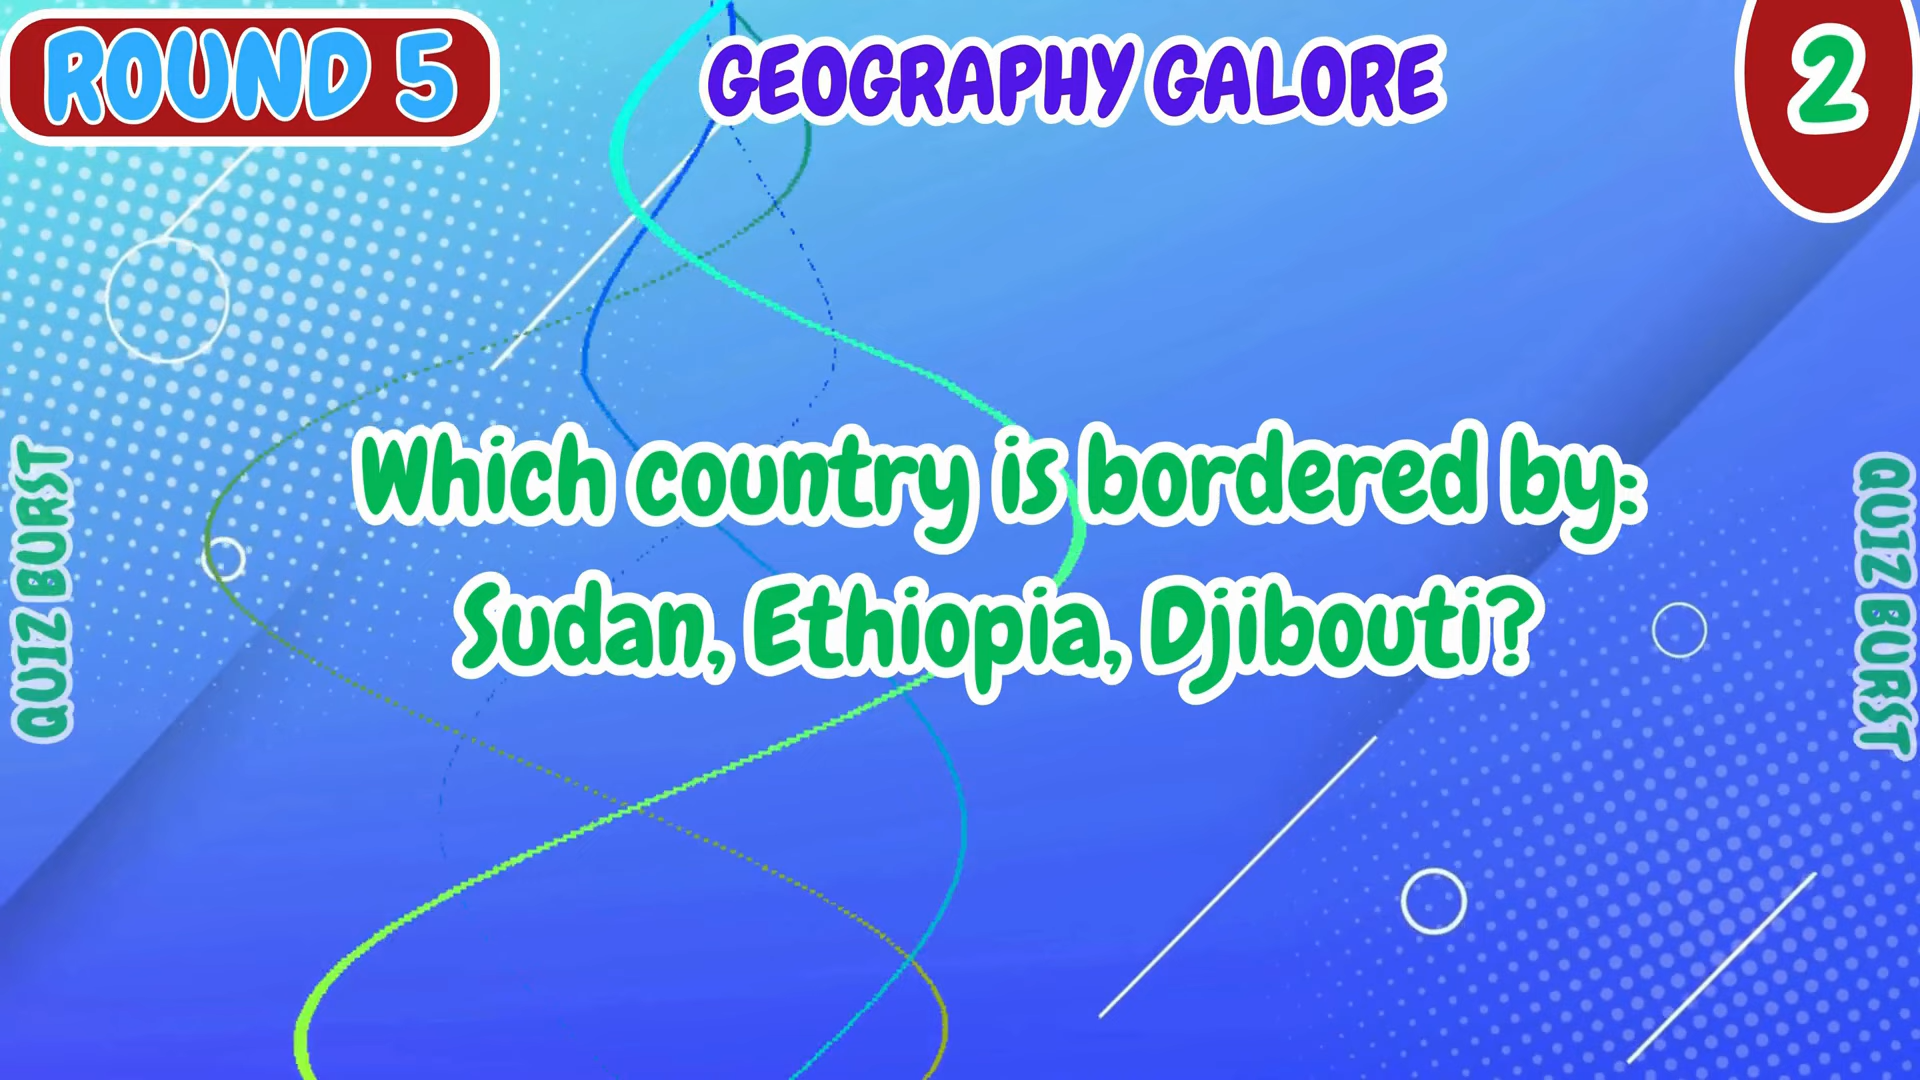 ROUND 5
GEOGRAPHY GALORE
2
Which country is bordered by:
Sudan, Ethiopia, Djibouti?
QUIZ BURST
QUIZ BURST